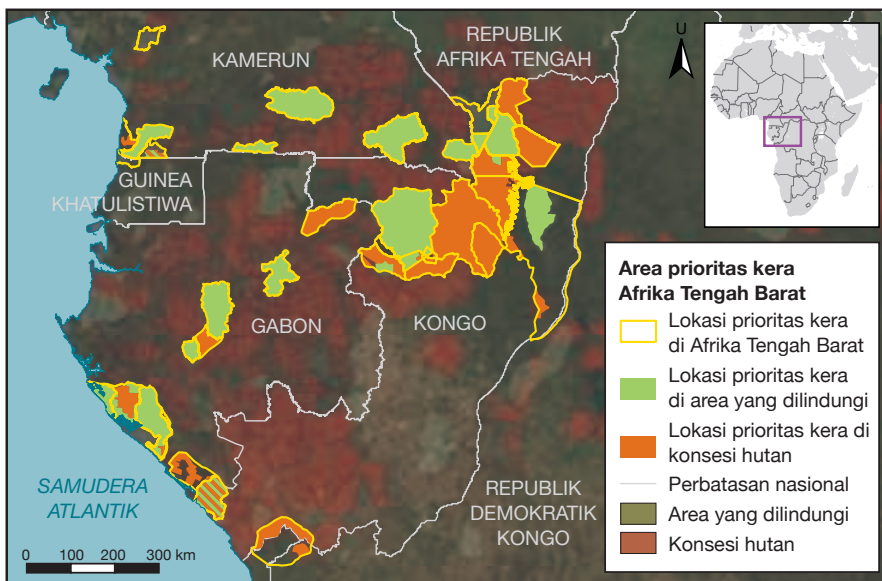 KAMERUN
REPUBLIK
AFRIKA TENGAH
U
GUINEA
KHATULISTIWA
GABON
KONGO
SAMUDERA
ATLANTIK
REPUBLIK
DEMOKRATIK
KONGO
0 100 200 300 km
Area prioritas kera
Afrika Tengah Barat
Lokasi prioritas kera
di Afrika Tengah Barat
Lokasi prioritas kera
di area yang dilindungi
Lokasi prioritas kera di
konsesi hutan
Perbatasan nasional
Area yang dilindungi
Konsesi hutan